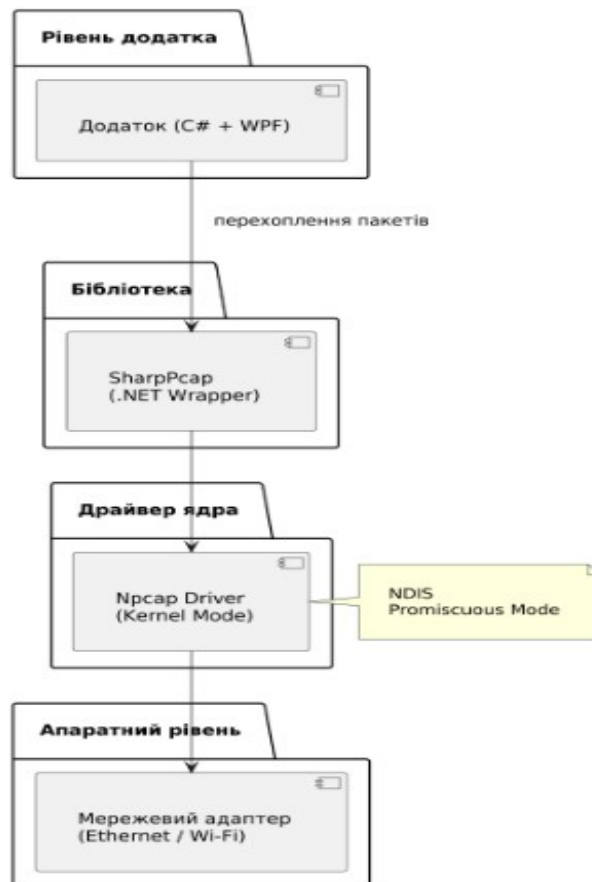 Рівень додатка
Додаток (C# + WPF)
перехоплення пакетів
Бібліотека
SharpPcap
(.NET Wrapper)
Драйвер ядра
Npcap Driver
(Kernel Mode)
NDIS
Promiscuous Mode
Апаратний рівень
Мережевий адаптер
(Ethernet / Wi-Fi)